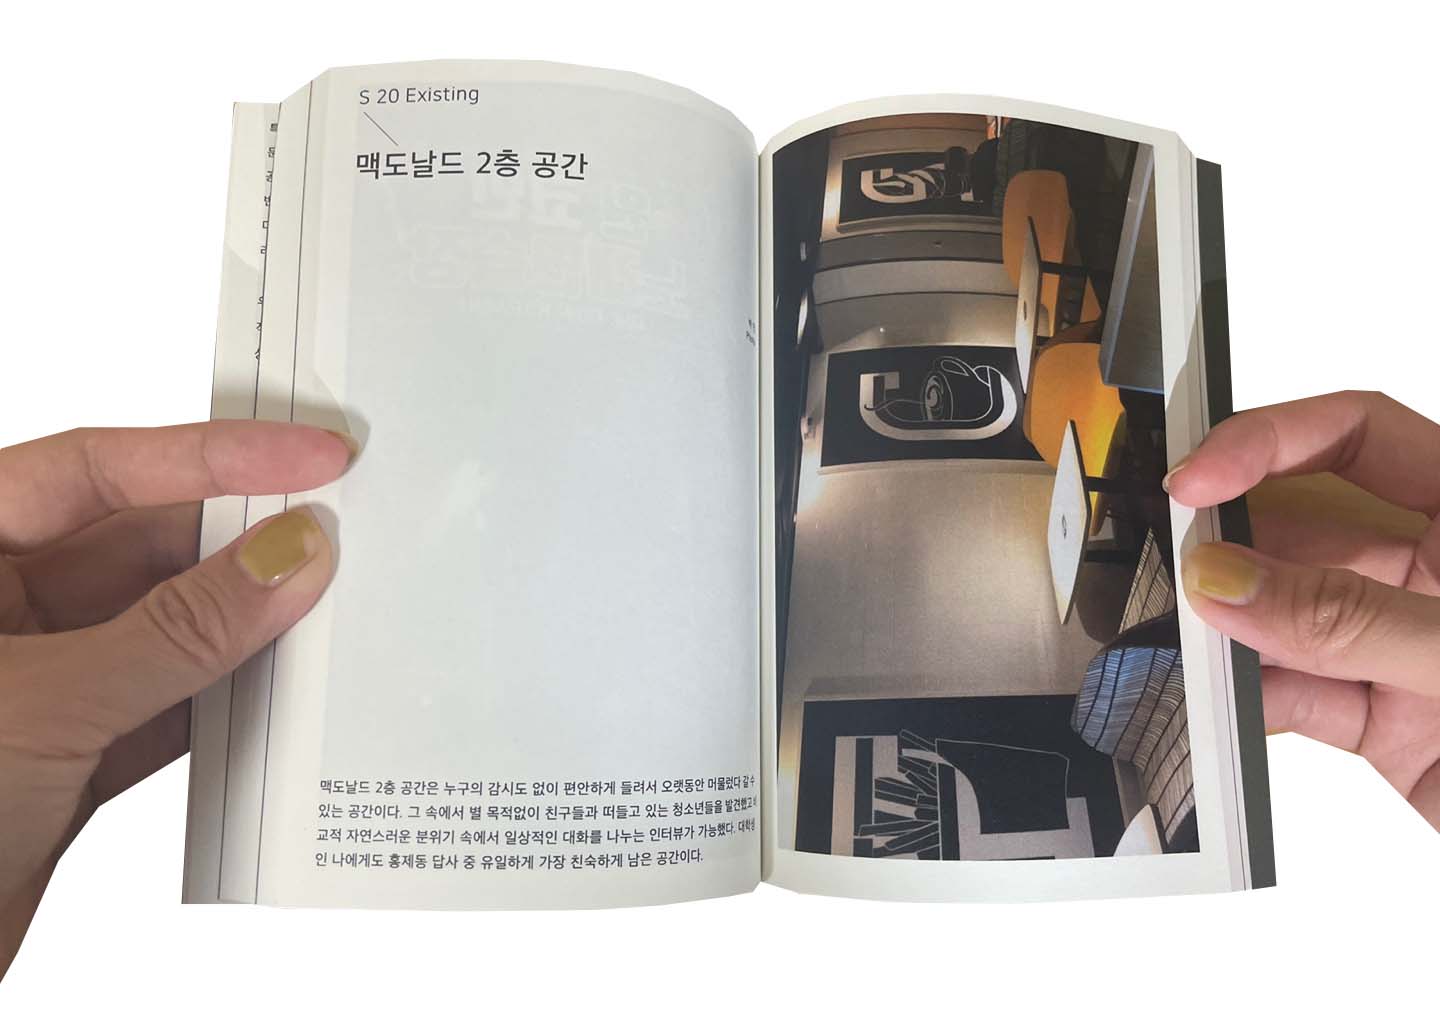 S 20 Existing
맥도날드 2층 공간
맥도날드 2층 공간은 누구의 감시도 없이 편안하게 들려서 오랫동안 머물렀다 갈 수
있는 공간이다. 그 속에서 별 목적없이 친구들과 떠들고 있는 청소년들을 발견했고 비
교적 자연스러운 분위기 속에서 일상적인 대화를 나누는 인터뷰가 가능했다. 대학생
인 나에게도 홍제동 답사 중 유일하게 가장 친숙하게 남은 공간이다.